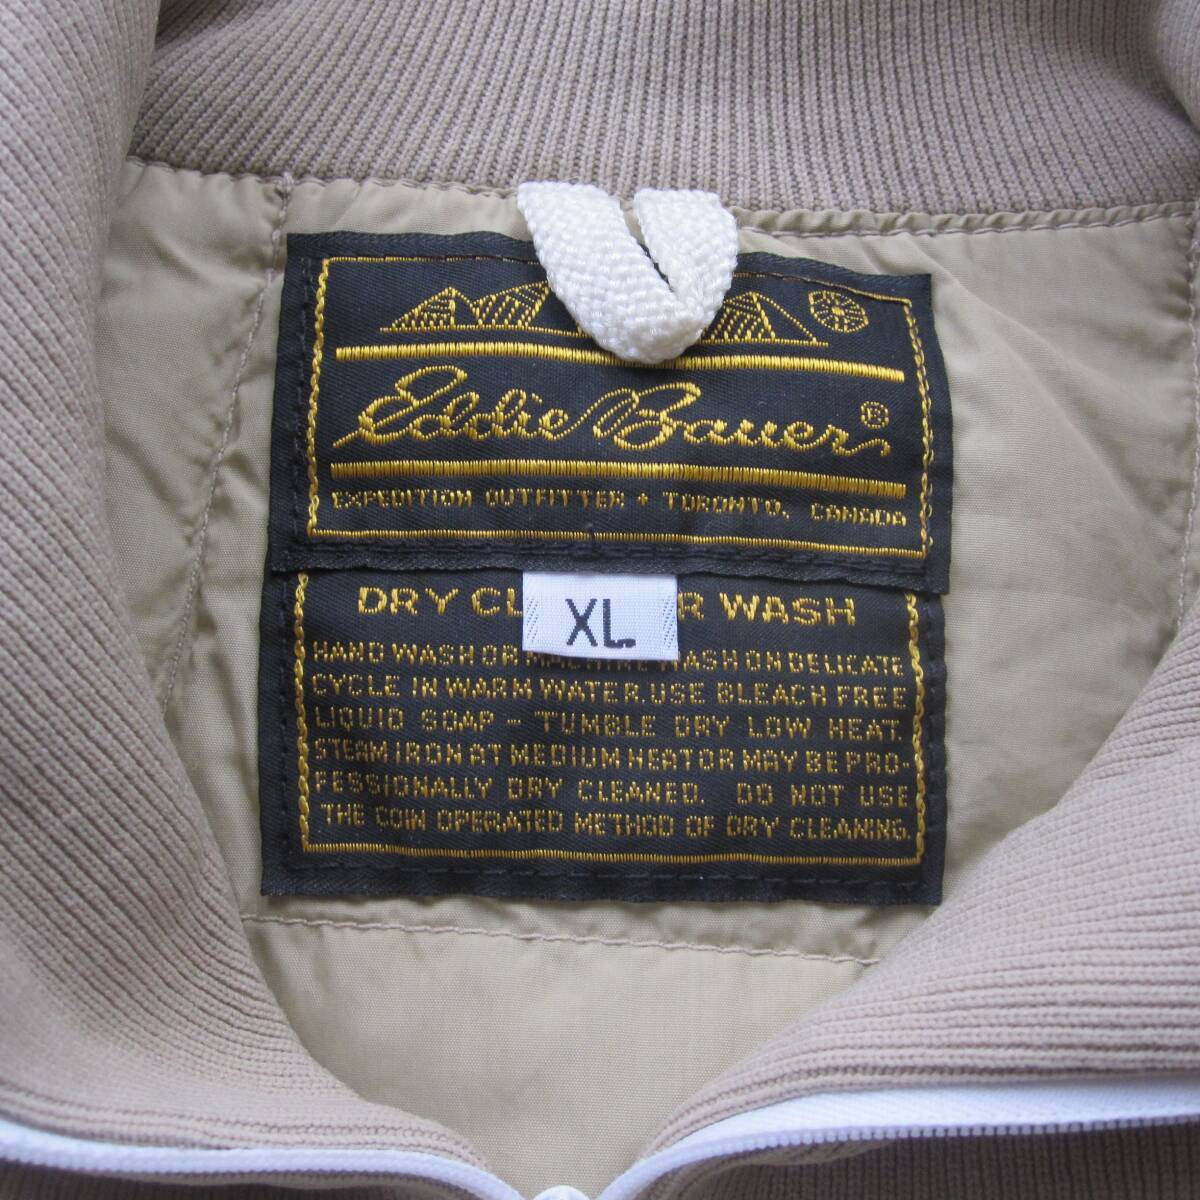 Eddie Bauer®
EXPEDITION OUTFITTER • TORONTO, CANADA
XL
DRY CL R WASH
HAND WASH OR MACHINE WASH ON DELICATE
CYCLE IN WARM WATER. USE BLEACH FREE
LIQUID SOAP - TUMBLE DRY LOW HEAT.
STEAM IRON AT MEDIUM HEAT OR MAY BE PRO-
FESSIONALLY DRY CLEANED. DO NOT USE
THE COIN OPERATED METHOD OF DRY CLEANING.